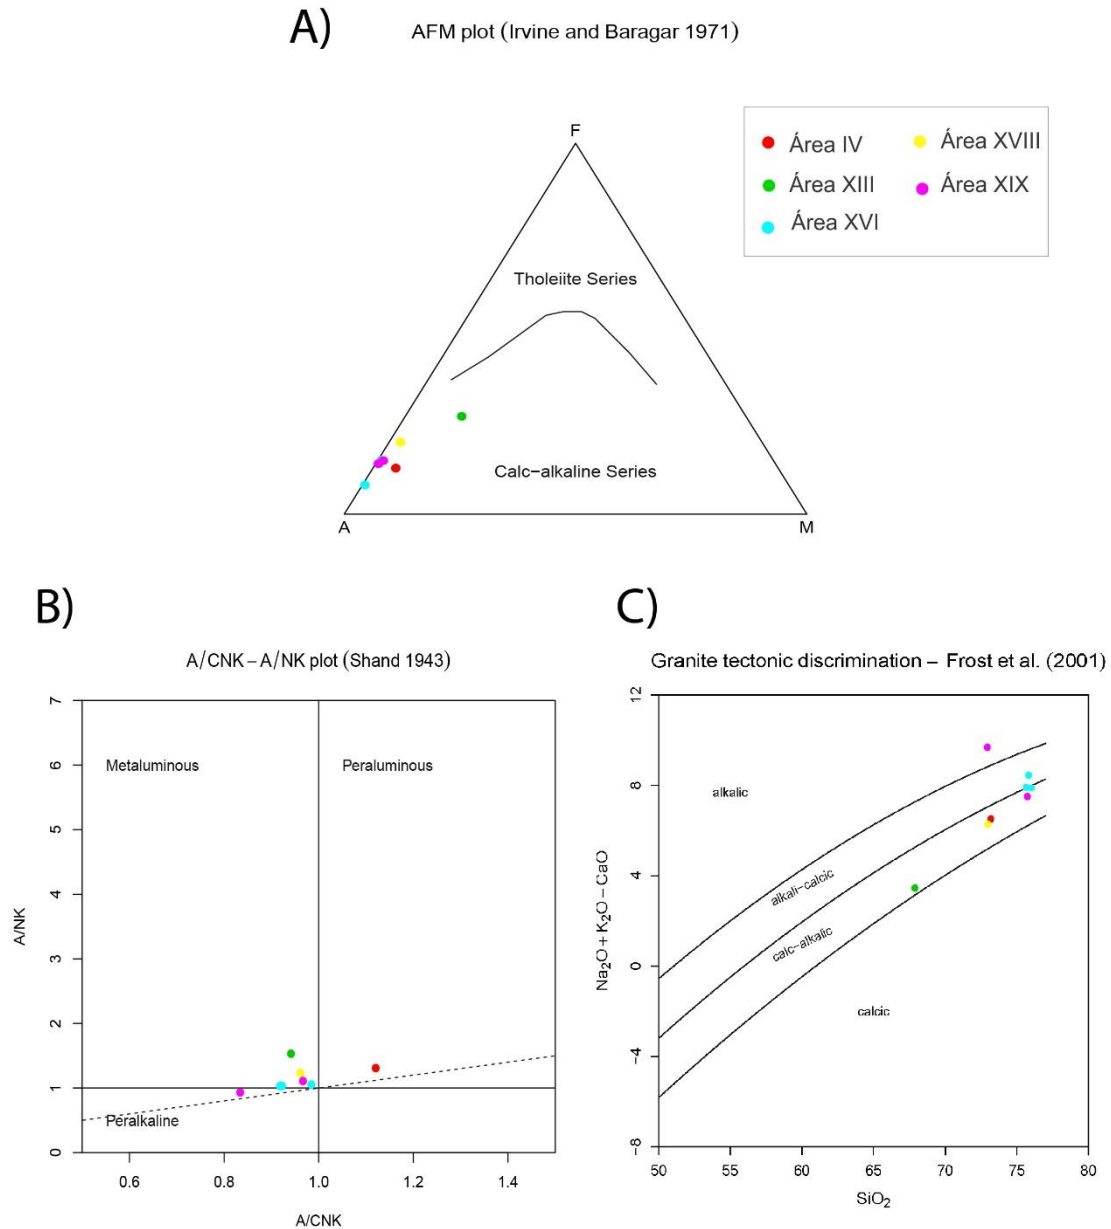 A)
AFM plot (Irvine and Baragar 1971)
F
Área IV
Área XVIII
Área XIII
Área XIX
Área XVI
Tholeiite Series
Calc−alkaline Series
A
M
B)
A/CNK − A/NK plot (Shand 1943)
7
6
5
4
3
2
1
0
A/NK
Metaluminous
Peraluminous
Peralkaline
0.6 0.8 1.0 1.2 1.4
A/CNK
C)
Granite tectonic discrimination − Frost et al. (2001)
12
8
4
0
−4
−8
Na₂O + K₂O − CaO
alkalic
alkali−calcic
calc−alkalic
calcic
50 55 60 65 70 75 80
SiO₂